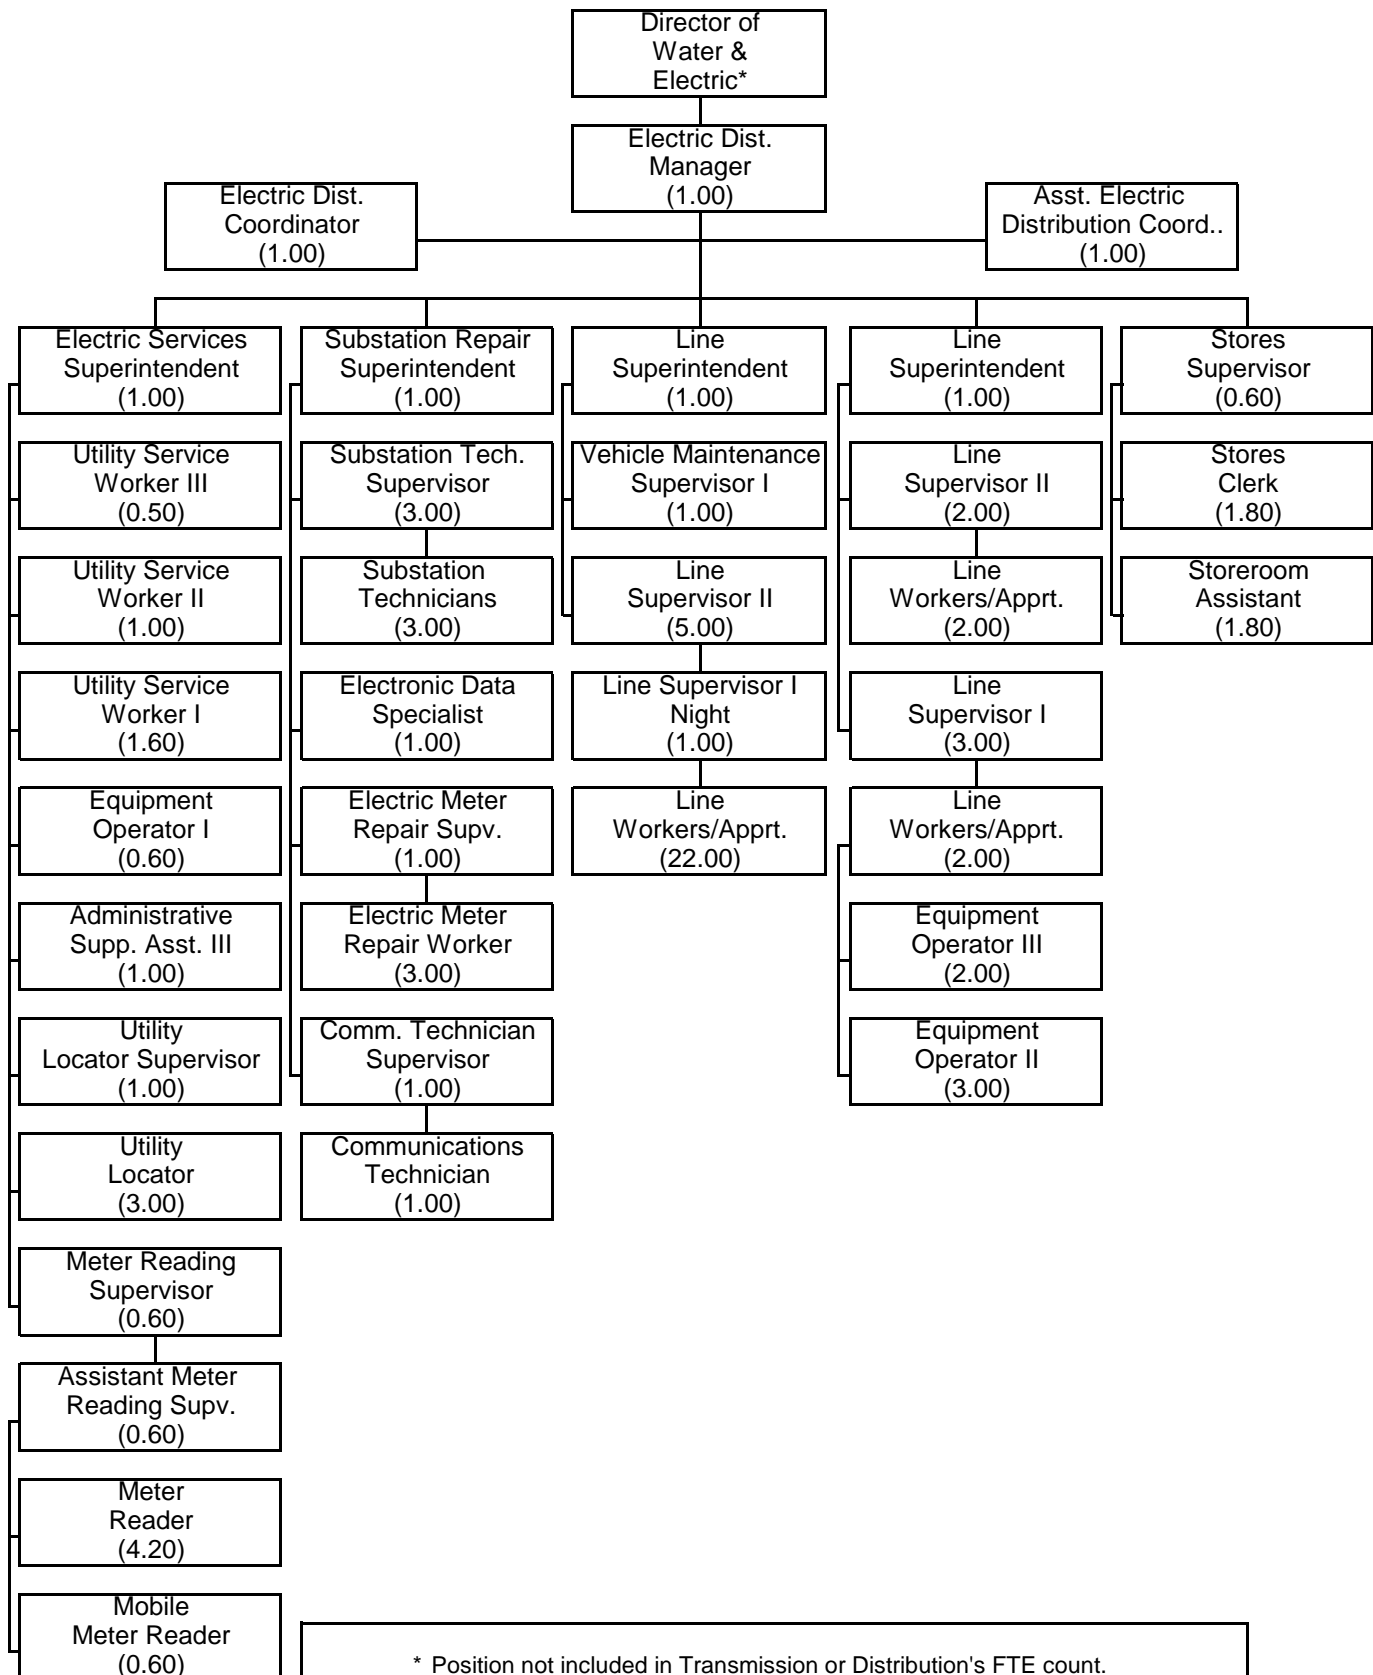 Director of
Water &
Electric*
Electric Dist.
Manager
(1.00)
Electric Dist.
Coordinator
(1.00)
Asst. Electric
Distribution Coord..
(1.00)
Electric Services
Superintendent
(1.00)
Utility Service
Worker III
(0.50)
Utility Service
Worker II
(1.00)
Utility Service
Worker I
(1.60)
Equipment
Operator I
(0.60)
Administrative
Supp. Asst. III
(1.00)
Utility
Locator Supervisor
(1.00)
Utility
Locator
(3.00)
Meter Reading
Supervisor
(0.60)
Assistant Meter
Reading Supv.
(0.60)
Meter
Reader
(4.20)
Mobile
Meter Reader
(0.60)
Substation Repair
Superintendent
(1.00)
Substation Tech.
Supervisor
(3.00)
Substation
Technicians
(3.00)
Electronic Data
Specialist
(1.00)
Electric Meter
Repair Supv.
(1.00)
Electric Meter
Repair Worker
(3.00)
Comm. Technician
Supervisor
(1.00)
Communications
Technician
(1.00)
Line
Superintendent
(1.00)
Vehicle Maintenance
Supervisor I
(1.00)
Line
Supervisor II
(5.00)
Line Supervisor I
Night
(1.00)
Line
Workers/Apprt.
(22.00)
Line
Superintendent
(1.00)
Line
Supervisor II
(2.00)
Line
Workers/Apprt.
(2.00)
Line
Supervisor I
(3.00)
Line
Workers/Apprt.
(2.00)
Equipment
Operator III
(2.00)
Equipment
Operator II
(3.00)
Stores
Supervisor
(0.60)
Stores
Clerk
(1.80)
Storeroom
Assistant
(1.80)
* Position not included in Transmission or Distribution's FTE count.